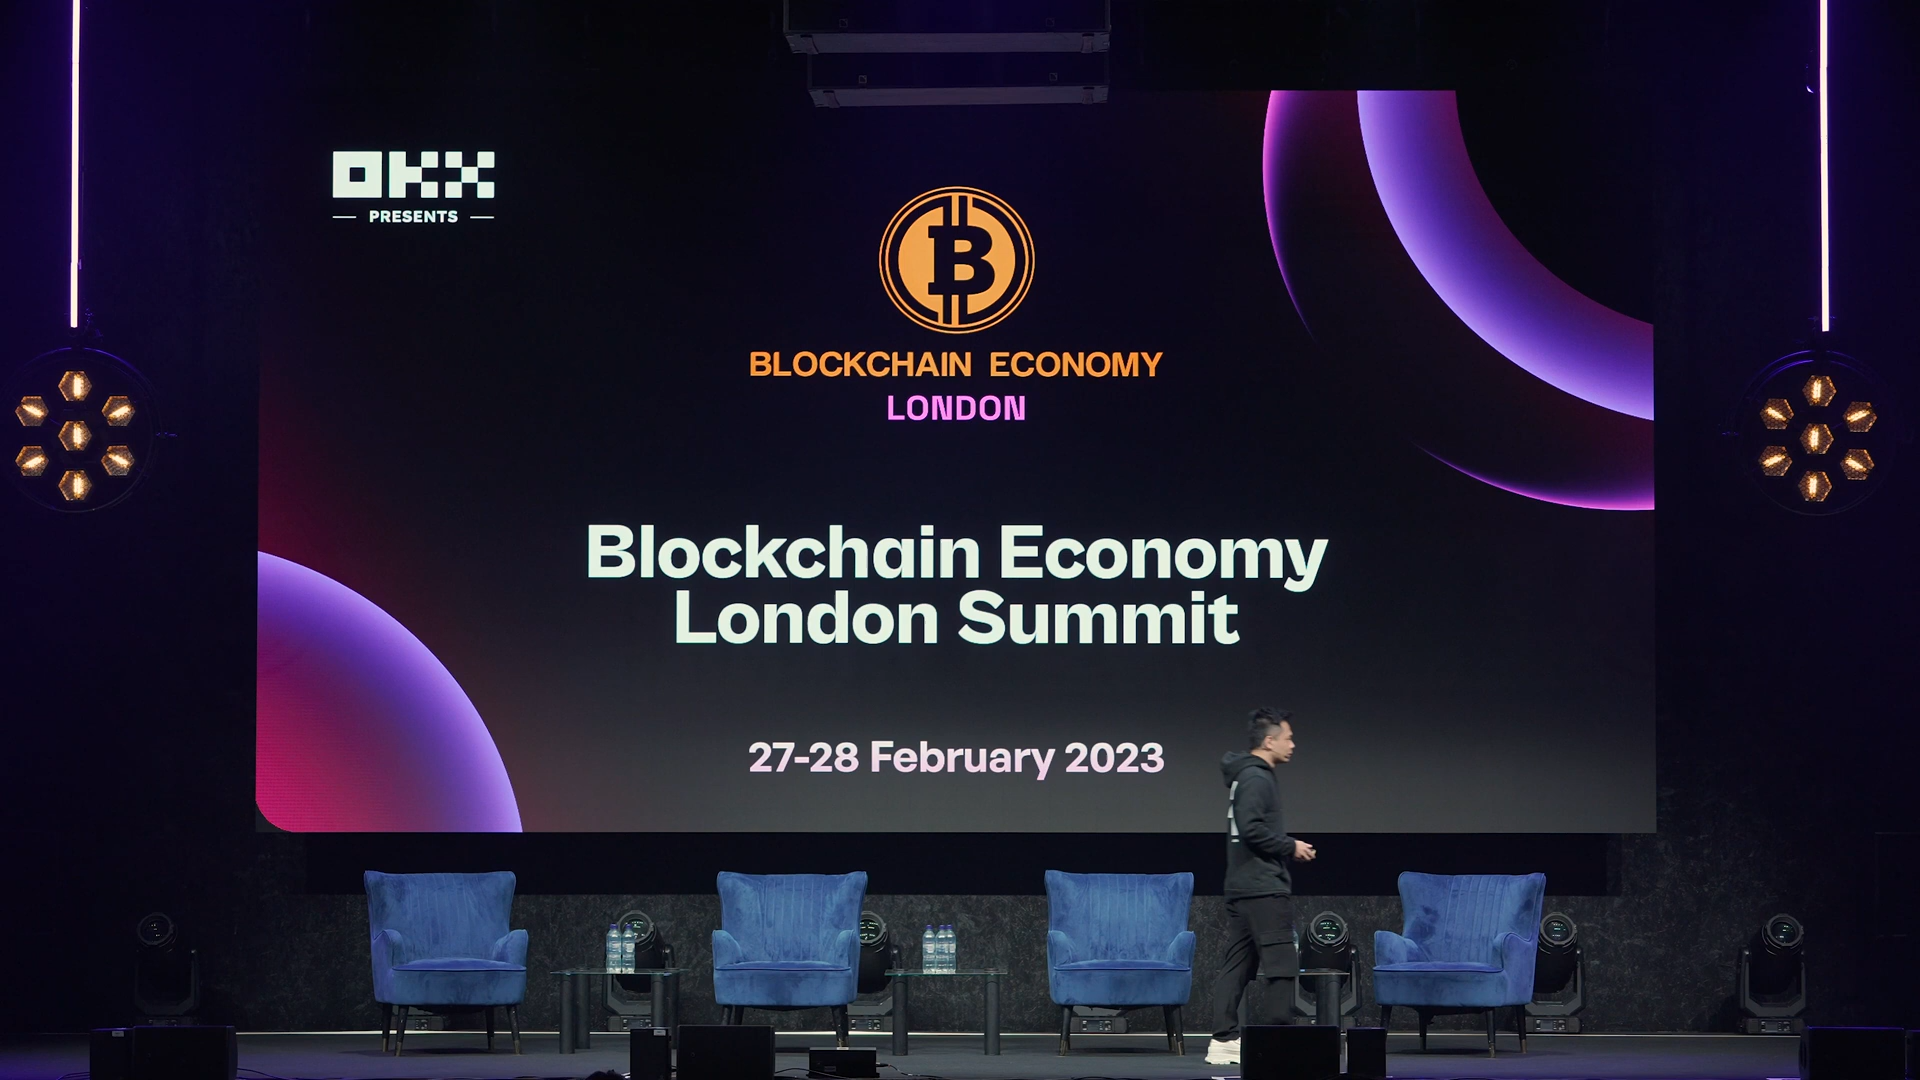 OKX
PRESENTS
BLOCKCHAIN ECONOMY
LONDON
Blockchain Economy
London Summit
27-28 February 2023